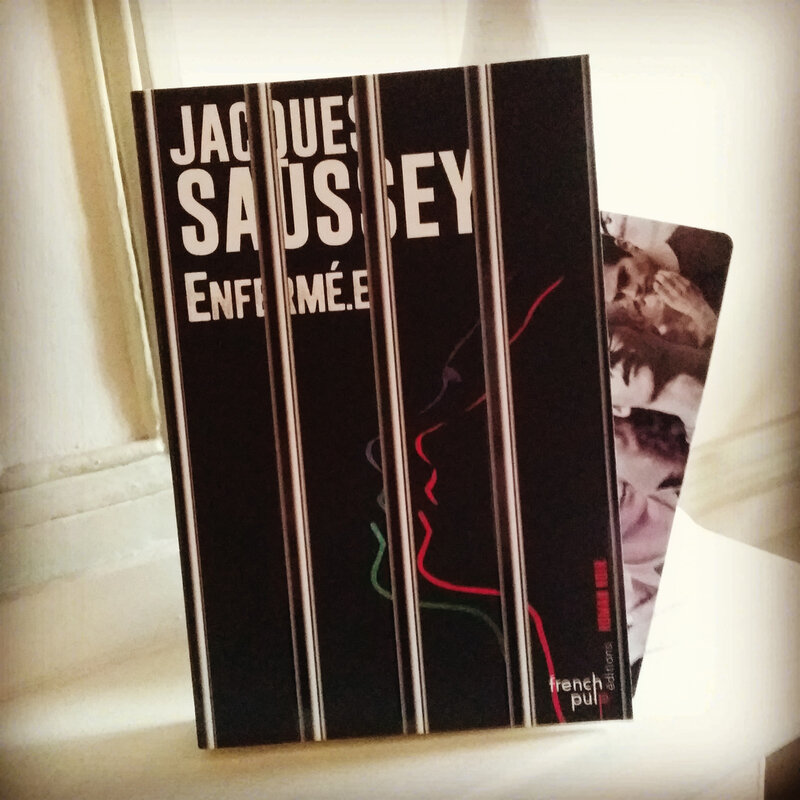 JACQUES
SAUSSEY
ENFERMÉ.E
french
pulp
éditions
ROMAN NOIR